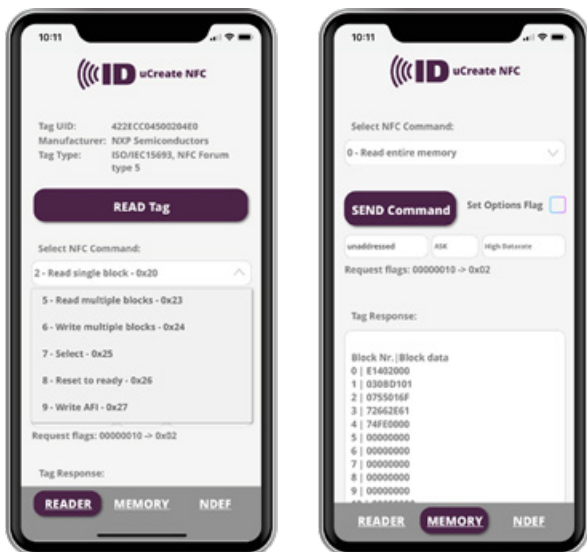 10:11
ID uCreate NFC
Tag UID: 422ECC04500204E0
Manufacturer: NXP Semiconductors
Tag Type: ISO/IEC15693, NFC Forum
type 5
READ Tag
Select NFC Command:
2 - Read single block - 0x20
5 - Read multiple blocks - 0x23
6 - Write multiple blocks - 0x24
7 - Select - 0x25
8 - Reset to ready - 0x26
9 - Write AFI - 0x27
Request flags: 00000010 -> 0x02
Tag Response:
READER MEMORY NDEF
10:11
ID uCreate NFC
Select NFC Command:
0 - Read entire memory
SEND Command Set Options Flag
unaddressed ASK High Datarate
Request flags: 00000010 -> 0x02
Tag Response:
Block Nr.|Block data
0 | E1402000
1 | 0308D101
2 | 0755016F
3 | 72662E61
4 | 74FE0000
5 | 00000000
6 | 00000000
7 | 00000000
8 | 00000000
9 | 00000000
READER MEMORY NDEF